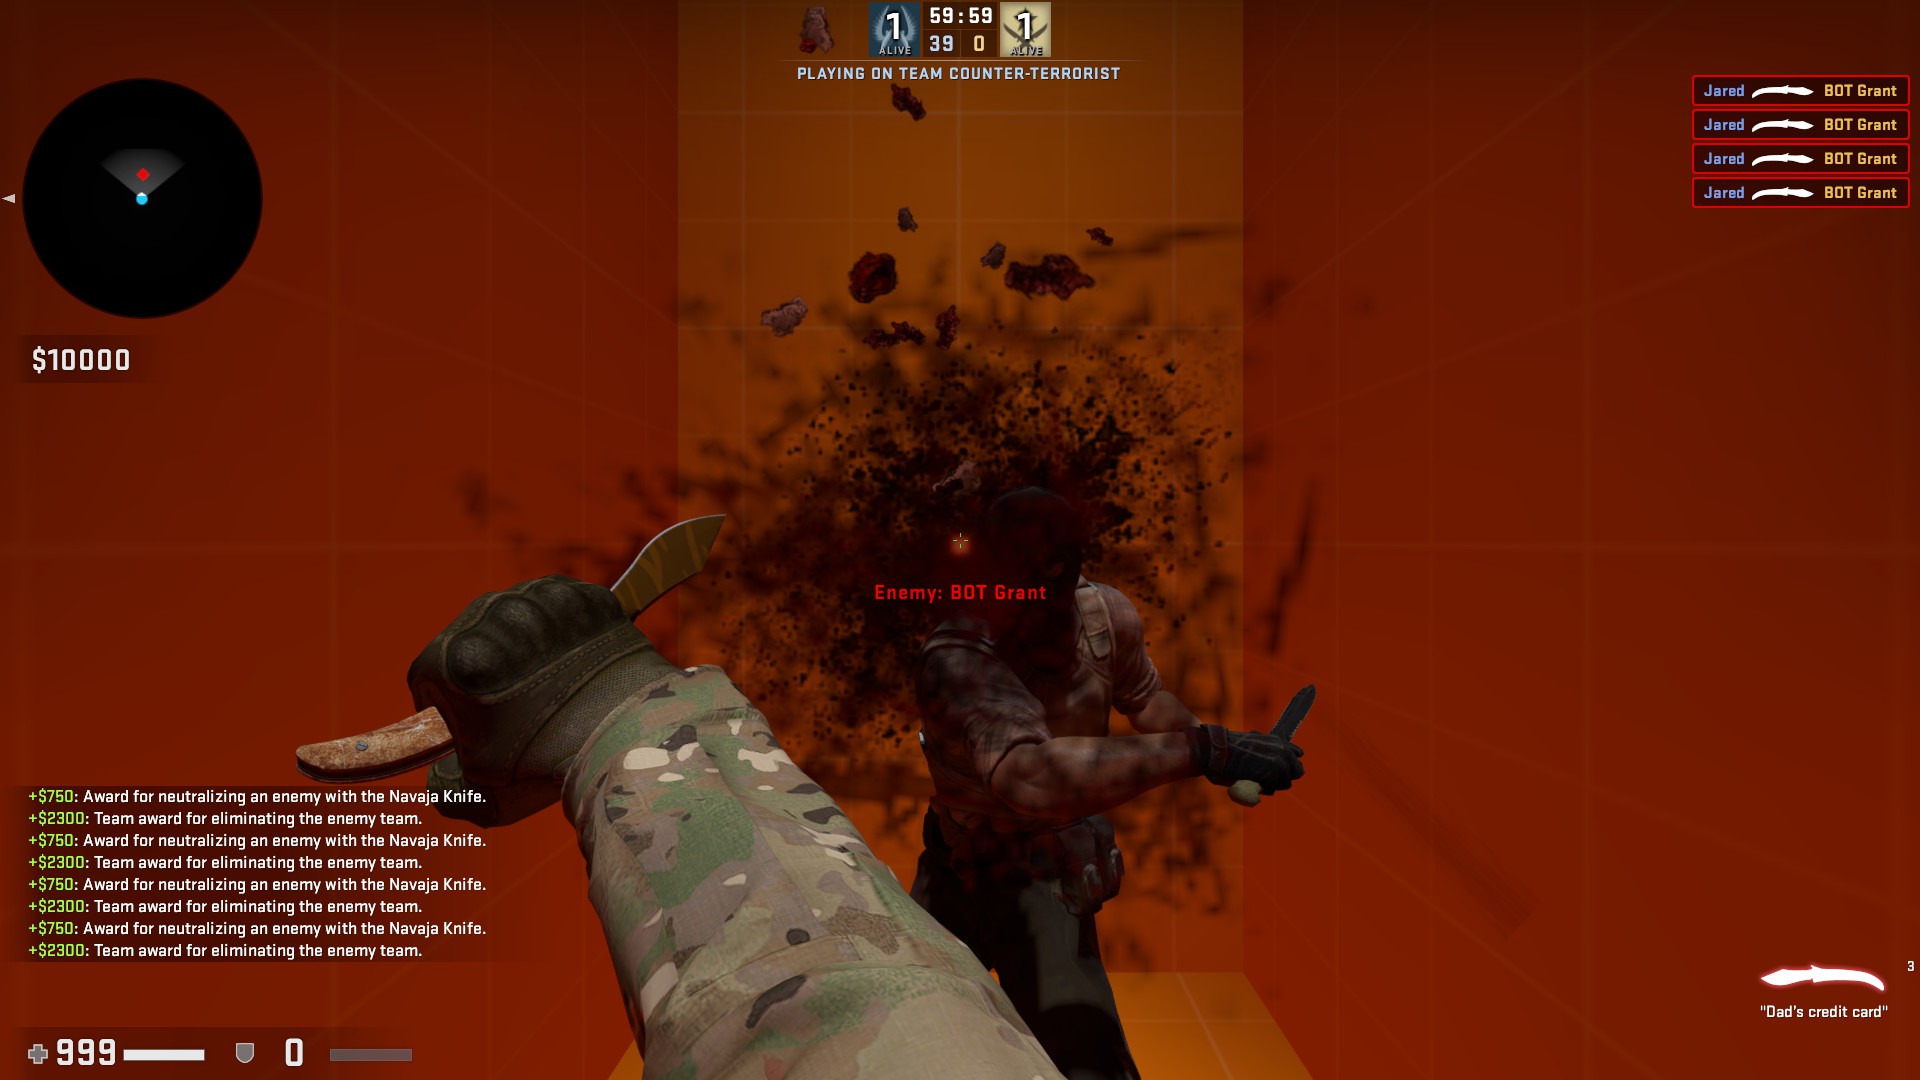 1
ALIVE
59:59
39 0
1
ALIVE
PLAYING ON TEAM COUNTER-TERRORIST
Jared BOT Grant
Jared BOT Grant
Jared BOT Grant
Jared BOT Grant
$10000
Enemy: BOT Grant
+$750: Award for neutralizing an enemy with the Navaja Knife.
+$2300: Team award for eliminating the enemy team.
+$750: Award for neutralizing an enemy with the Navaja Knife.
+$2300: Team award for eliminating the enemy team.
+$750: Award for neutralizing an enemy with the Navaja Knife.
+$2300: Team award for eliminating the enemy team.
+$750: Award for neutralizing an enemy with the Navaja Knife.
+$2300: Team award for eliminating the enemy team.
3
"Dad's credit card"
999 0